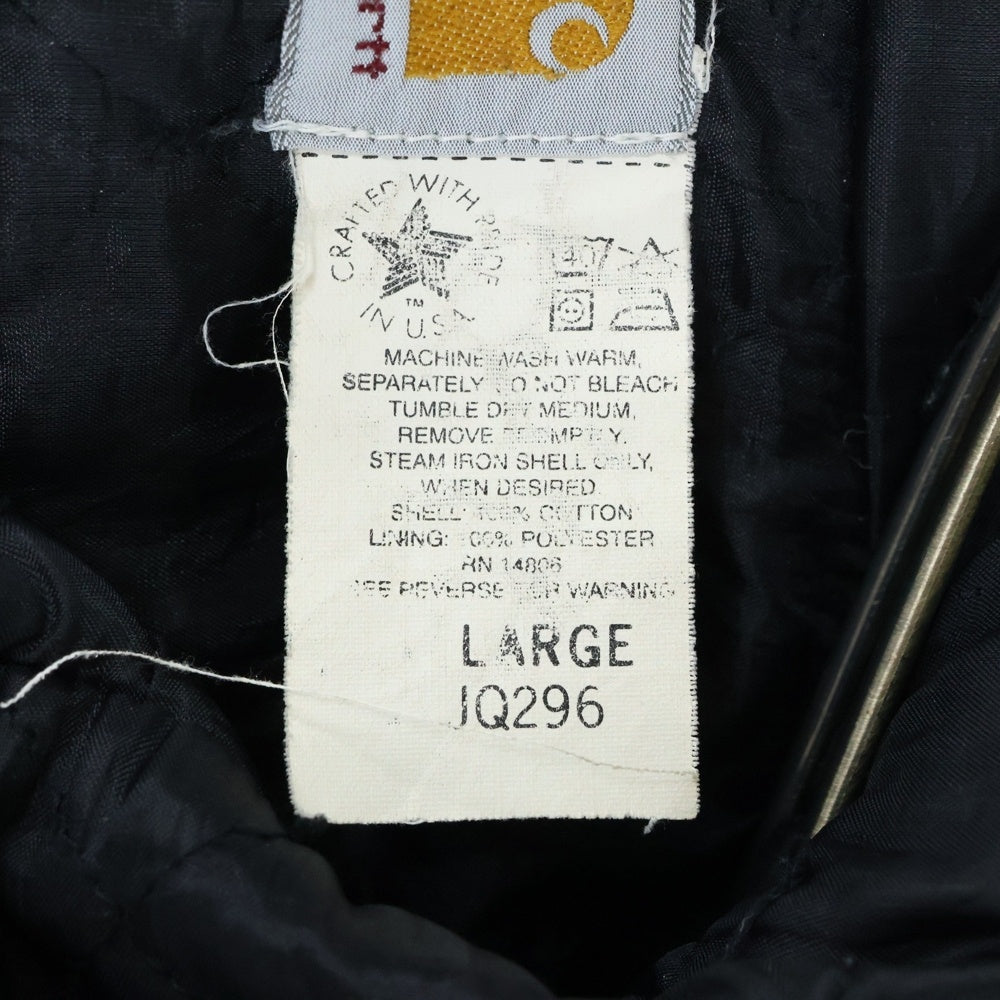 rtt
CRAFTED WITH PRIDE
IN U.S.A
TM
40
MACHINE WASH WARM,
SEPARATELY DO NOT BLEACH
TUMBLE DRY MEDIUM,
REMOVE PROMPTLY.
STEAM IRON SHELL ONLY,
WHEN DESIRED.
SHELL: 100% COTTON
LINING: 100% POLYESTER
RN 14806
SEE REVERSE FOR WARNING
LARGE
JQ296